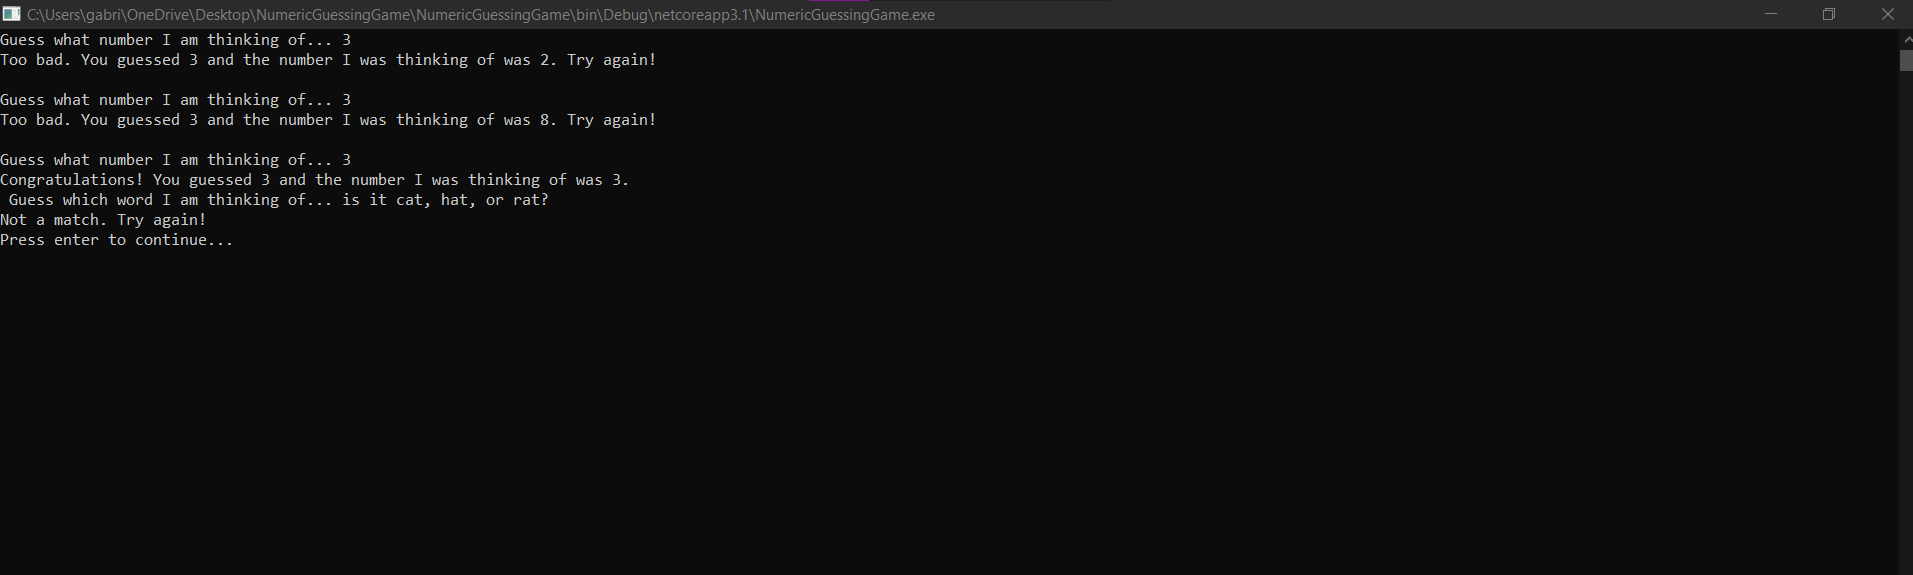 C:\Users\gabri\OneDrive\Desktop\NumericGuessingGame\NumericGuessingGame\bin\Debug\netcoreapp3.1\NumericGuessingGame.exe
Guess what number I am thinking of... 3
Too bad. You guessed 3 and the number I was thinking of was 2. Try again!
Guess what number I am thinking of... 3
Too bad. You guessed 3 and the number I was thinking of was 8. Try again!
Guess what number I am thinking of... 3
Congratulations! You guessed 3 and the number I was thinking of was 3.
Guess which word I am thinking of... is it cat, hat, or rat?
Not a match. Try again!
Press enter to continue...